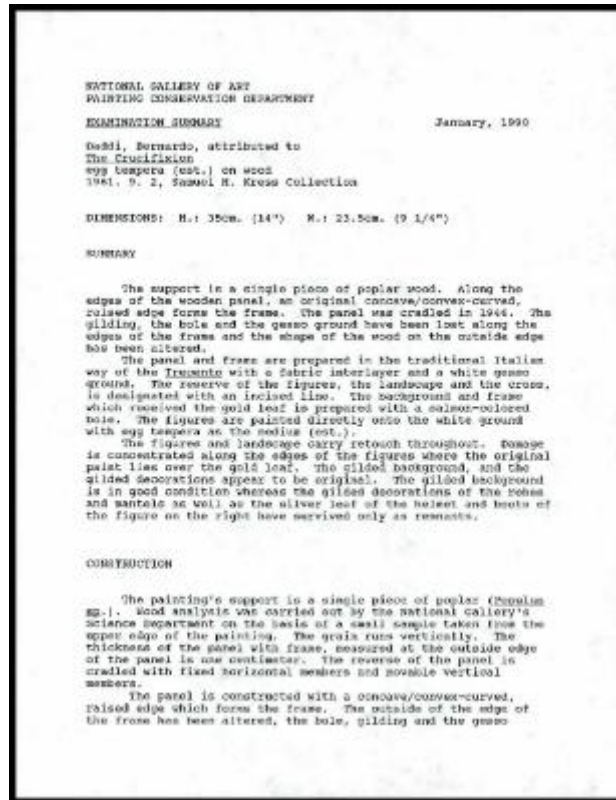 NATIONAL GALLERY OF ART
PAINTING CONSERVATION DEPARTMENT
EXAMINATION SUMMARY January, 1990
Daddi, Bernardo, attributed to
The Crucifixion
egg tempera (est.) on wood
1961. 9. 2, Samuel H. Kress Collection
DIMENSIONS: H.: 35cm. (14") W.: 23.5cm. (9 1/4")
SUMMARY
The support is a single piece of poplar wood. Along the
edges of the wooden panel, an original concave/convex-curved,
raised edge forms the frame. The panel was cradled in 1944. The
gilding, the bole and the gesso ground have been lost along the
edges of the frame and the shape of the wood on the outside edge
has been altered.
The panel and frame are prepared in the traditional Italian
way of the Trecento with a fabric interlayer and a white gesso
ground. The reserve of the figures, the landscape and the cross,
is designated with an incised line. The background and frame
which received the gold leaf is prepared with a salmon-colored
bole. The figures are painted directly onto the white ground
with egg tempera as the medium (est.).
The figures and landscape carry retouch throughout. Damage
is concentrated along the edges of the figures where the original
paint lies over the gold leaf. The gilded background, and the
gilded decorations appear to be original. The gilded background
is in good condition whereas the gilded decorations of the robes
and mantels as well as the silver leaf of the helmet and boots of
the figure on the right have survived only as remnants.
CONSTRUCTION
The painting's support is a single piece of poplar (Populus
sp.). Wood analysis was carried out by the National Gallery's
Science Department on the basis of a small sample taken from the
upper edge of the painting. The grain runs vertically. The
thickness of the panel with frame, measured at the outside edge
of the panel is one centimeter. The reverse of the panel is
cradled with fixed horizontal members and movable vertical
members.
The panel is constructed with a concave/convex-curved,
raised edge which forms the frame. The outside of the edge of
the frame has been altered, the bole, gilding and the gesso